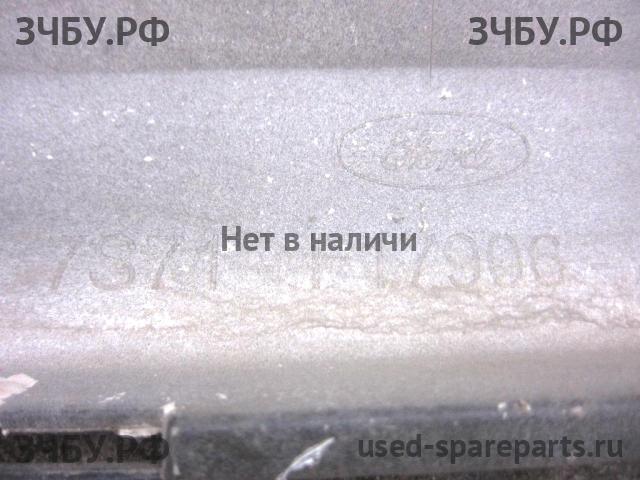 ЗЧБУ.РФ ЗЧБУ.РФ
Ford
Нет в наличи
ЗЧБУ.РФ used-spareparts.ru